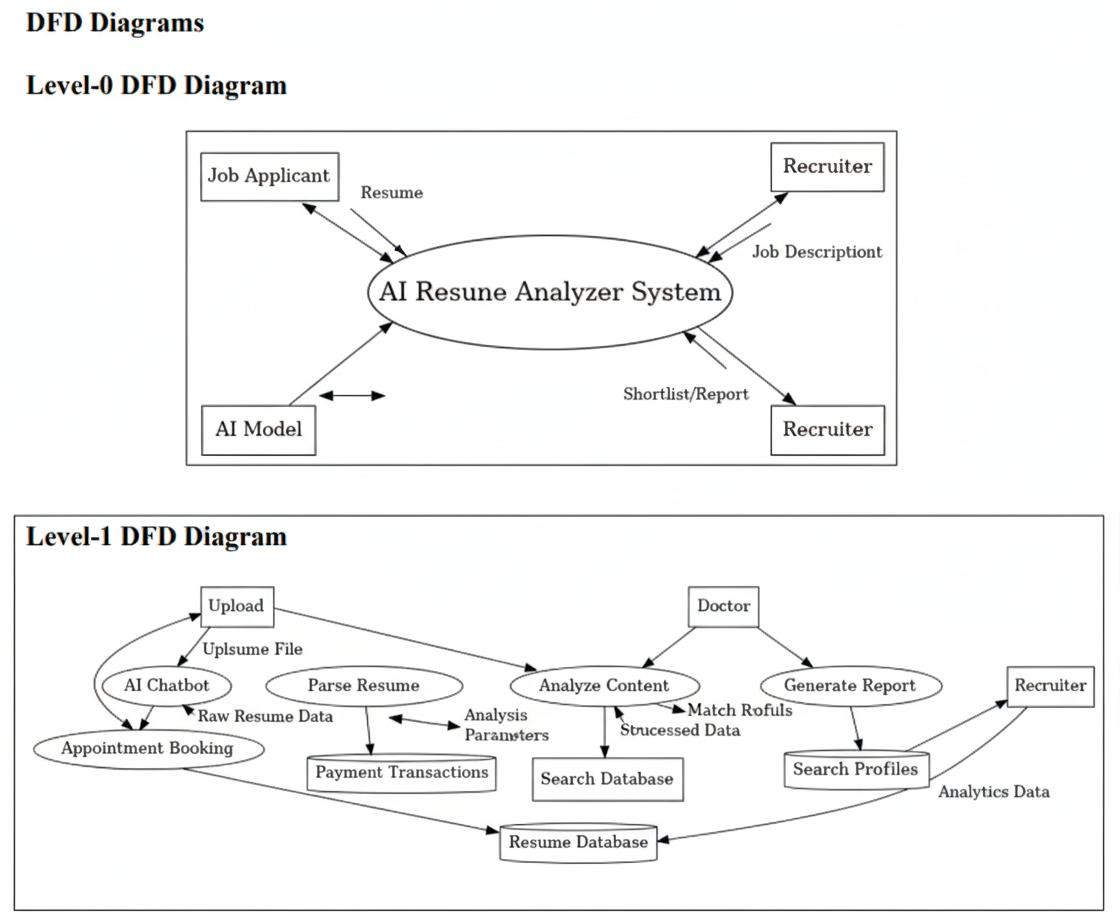 DFD Diagrams
Level-0 DFD Diagram
Job Applicant
Recruiter
Resume
Job Descriptiont
AI Resune Analyzer System
Shortlist/Report
AI Model
Recruiter
Level-1 DFD Diagram
Upload
Doctor
Uplsume File
AI Chatbot
Parse Resume
Analyze Content
Generate Report
Recruiter
Raw Resume Data
Analysis
Match Rofuls
Strucessed Data
Appointment Booking
Payment Transactions
Search Database
Search Profiles
Analytics Data
Resume Database